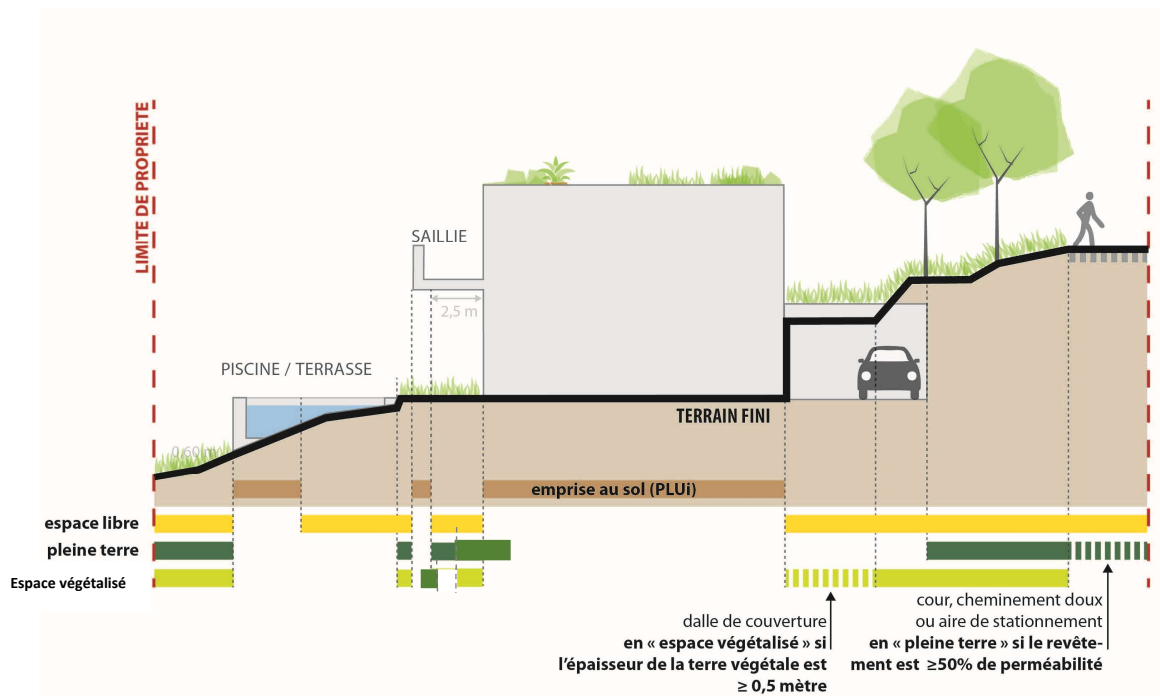 LIMITE DE PROPRIETE
SAILLIE
2,5 m
PISCINE / TERRASSE
TERRAIN FINI
0,60 m
emprise au sol (PLUi)
espace libre
pleine terre
Espace végétalisé
dalle de couverture
en « espace végétalisé » si
l'épaisseur de la terre végétale est
≥ 0,5 mètre
cour, cheminement doux
ou aire de stationnement
en « pleine terre » si le revête-
ment est ≥50% de perméabilité